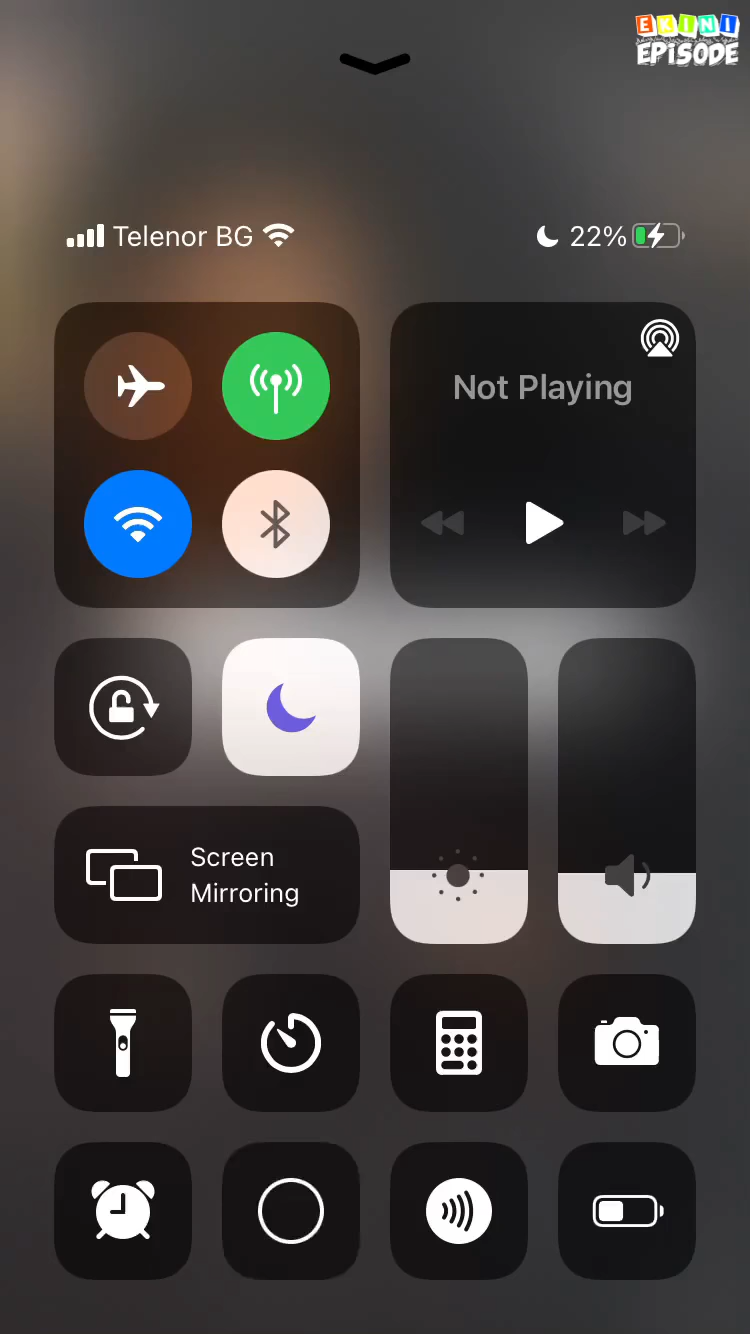 EKINI
EPiSODE
Telenor BG
22%
Not Playing
Screen
Mirroring